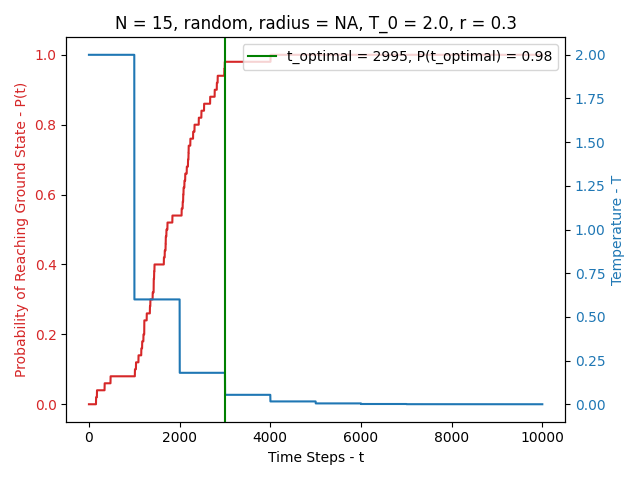 N = 15, random, radius = NA, T_0 = 2.0, r = 0.3
t_optimal = 2995, P(t_optimal) = 0.98
Probability of Reaching Ground State - P(t)
1.0
0.8
0.6
0.4
0.2
0.0
2.00
1.75
1.50
1.25
1.00
0.75
0.50
0.25
0.00
Temperature - T
0 2000 4000 6000 8000 10000
Time Steps - t